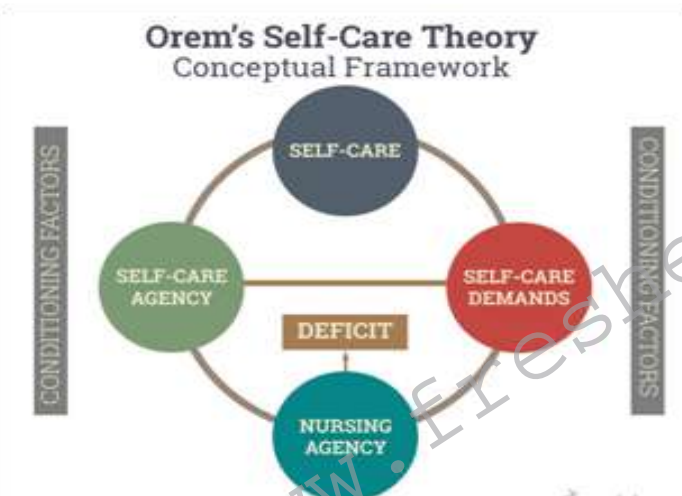 Orem's Self-Care Theory
Conceptual Framework
CONDITIONING FACTORS
SELF-CARE
CONDITIONING FACTORS
SELF-CARE
AGENCY
SELF-CARE
DEMANDS
DEFICIT
NURSING
AGENCY